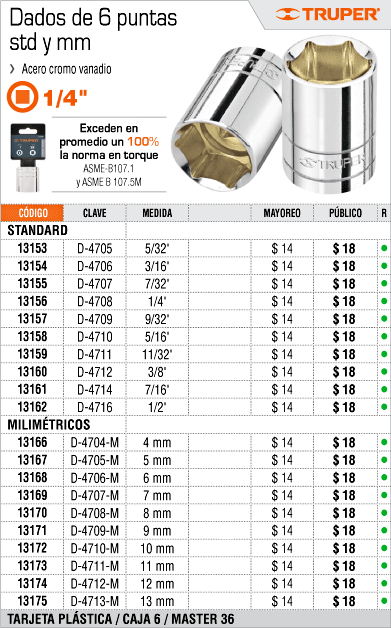 Dados de 6 puntas
std y mm
TRUPER
› Acero cromo vanadio
1/4"
TRUPER
Exceden en
promedio un 100%
la norma en torque
ASME-B107.1
y ASME B 107.5M
TRUPER
CÓDIGO CLAVE MEDIDA MAYOREO PÚBLICO R
STANDARD
13153 D-4705 5/32' $ 14 $ 18
13154 D-4706 3/16' $ 14 $ 18
13155 D-4707 7/32' $ 14 $ 18
13156 D-4708 1/4' $ 14 $ 18
13157 D-4709 9/32' $ 14 $ 18
13158 D-4710 5/16' $ 14 $ 18
13159 D-4711 11/32' $ 14 $ 18
13160 D-4712 3/8' $ 14 $ 18
13161 D-4714 7/16' $ 14 $ 18
13162 D-4716 1/2' $ 14 $ 18
MILIMÉTRICOS
13166 D-4704-M 4 mm $ 14 $ 18
13167 D-4705-M 5 mm $ 14 $ 18
13168 D-4706-M 6 mm $ 14 $ 18
13169 D-4707-M 7 mm $ 14 $ 18
13170 D-4708-M 8 mm $ 14 $ 18
13171 D-4709-M 9 mm $ 14 $ 18
13172 D-4710-M 10 mm $ 14 $ 18
13173 D-4711-M 11 mm $ 14 $ 18
13174 D-4712-M 12 mm $ 14 $ 18
13175 D-4713-M 13 mm $ 14 $ 18
TARJETA PLÁSTICA / CAJA 6 / MASTER 36